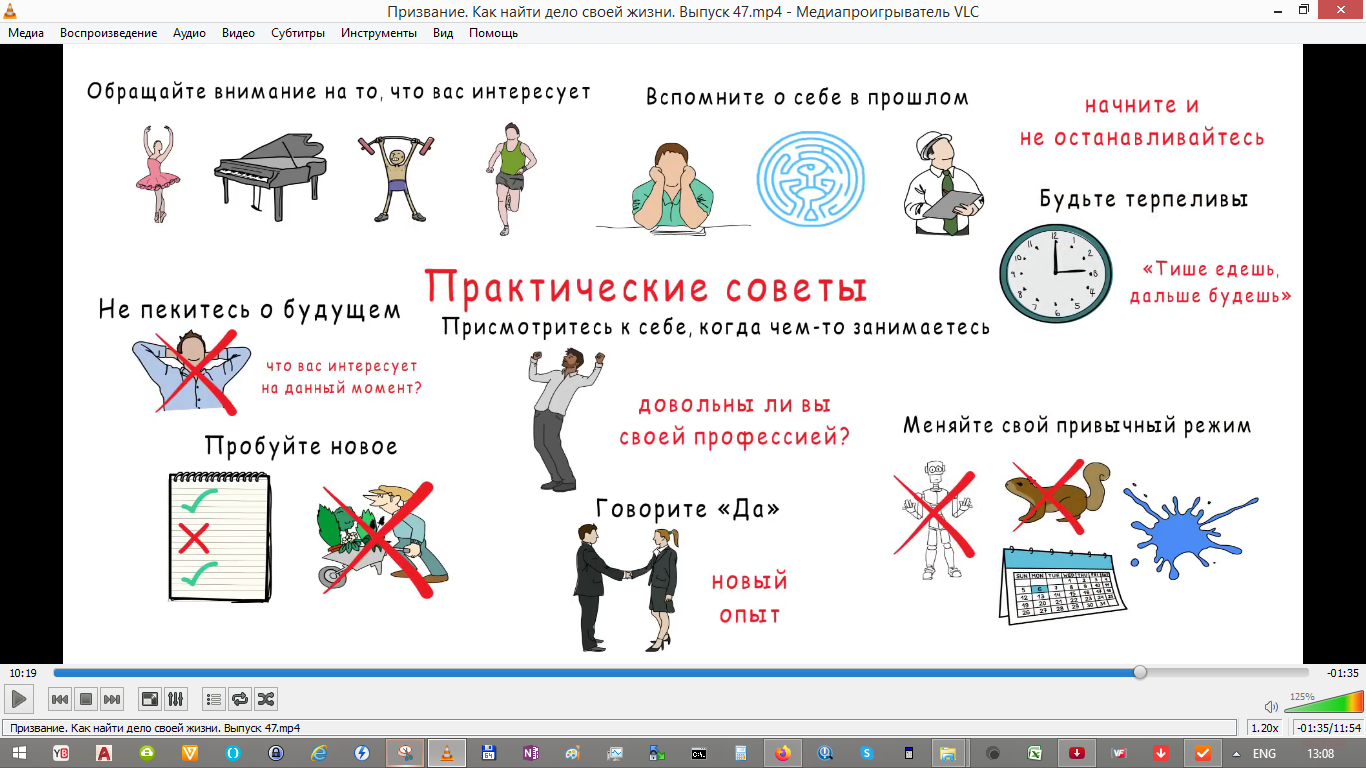 Призвание. Как найти дело своей жизни. Выпуск 47.mp4 - Медиапроигрыватель VLC
Медиа Воспроизведение Аудио Видео Субтитры Инструменты Вид Помощь
Обращайте внимание на то, что вас интересует
Вспомните о себе в прошлом
начните и
не останавливайтесь
Будьте терпеливы
«Тише едешь,
дальше будешь»
Практические советы
Не пекитесь о будущем
что вас интересует
на данный момент?
Присмотритесь к себе, когда чем-то занимаетесь
довольны ли вы
своей профессией?
Пробуйте новое
Говорите «Да»
новый
опыт
Меняйте свой привычный режим
SUN MON TUE WED THU FRI SAT
10:19 -01:35
125%
Призвание. Как найти дело своей жизни. Выпуск 47.mp4 1.20x -01:35/11:54
ENG 13:08